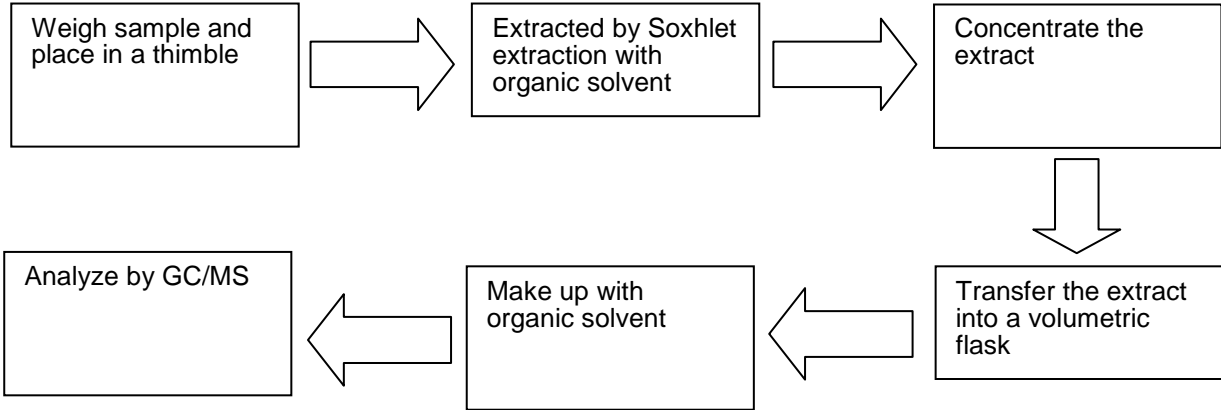 Weigh sample and
place in a thimble
Extracted by Soxhlet
extraction with
organic solvent
Concentrate the
extract
Transfer the extract
into a volumetric
flask
Make up with
organic solvent
Analyze by GC/MS